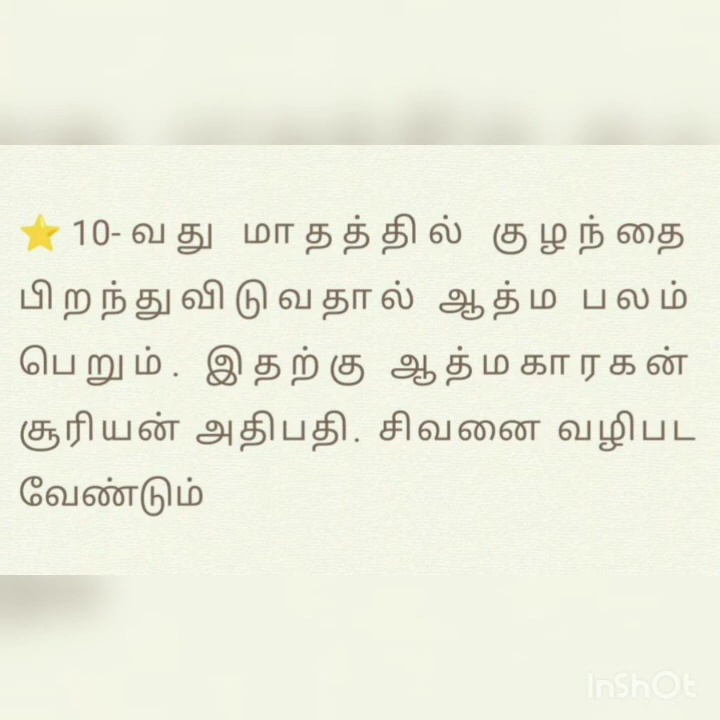 ⭐ 10-வது மாதத்தில் குழந்தை
பிறந்துவிடுவதால் ஆத்ம பலம்
பெறும். இதற்கு ஆத்மகாரகன்
சூரியன் அதிபதி. சிவனை வழிபட
வேண்டும்
InShOt